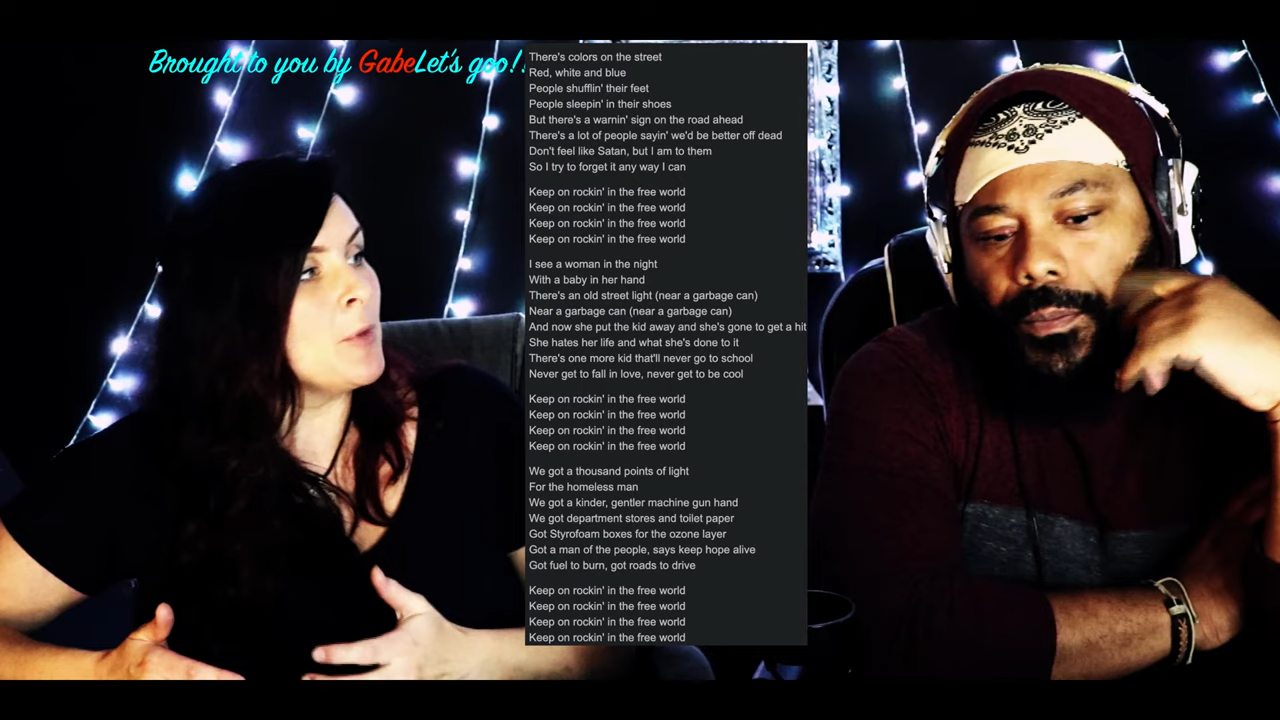 Brought to you by GabeLet's goo!!
There's colors on the street
Red, white and blue
People shufflin' their feet
People sleepin' in their shoes
But there's a warnin' sign on the road ahead
There's a lot of people sayin' we'd be better off dead
Don't feel like Satan, but I am to them
So I try to forget it any way I can
Keep on rockin' in the free world
Keep on rockin' in the free world
Keep on rockin' in the free world
Keep on rockin' in the free world
I see a woman in the night
With a baby in her hand
There's an old street light (near a garbage can)
Near a garbage can (near a garbage can)
And now she put the kid away and she's gone to get a hit
She hates her life and what she's done to it
There's one more kid that'll never go to school
Never get to fall in love, never get to be cool
Keep on rockin' in the free world
Keep on rockin' in the free world
Keep on rockin' in the free world
Keep on rockin' in the free world
We got a thousand points of light
For the homeless man
We got a kinder, gentler machine gun hand
We got department stores and toilet paper
Got Styrofoam boxes for the ozone layer
Got a man of the people, says keep hope alive
Got fuel to burn, got roads to drive
Keep on rockin' in the free world
Keep on rockin' in the free world
Keep on rockin' in the free world
Keep on rockin' in the free world